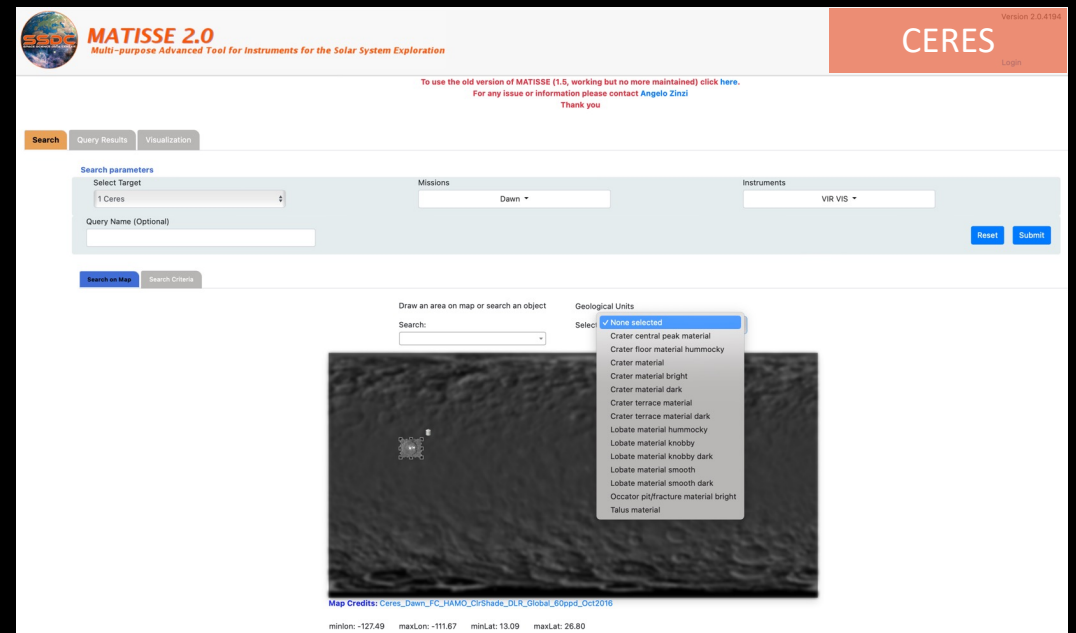 SSDC
MATISSE 2.0
Multi-purpose Advanced Tool for Instruments for the Solar System Exploration
Version 2.0.4194
CERES
Login
To use the old version of MATISSE (1.5, working but no more maintained) click here.
For any issue or information please contact Angelo Zinzi
Thank you
Search Query Results Visualization
Search parameters
Select Target Missions Instruments
1 Ceres Dawn VIR VIS
Query Name (Optional)
Reset Submit
Search on Map Search Criteria
Draw an area on map or search an object Geological Units
Search: Select
✓ None selected
Crater central peak material
Crater floor material hummocky
Crater material
Crater material bright
Crater material dark
Crater terrace material
Crater terrace material dark
Lobate material hummocky
Lobate material knobby
Lobate material knobby dark
Lobate material smooth
Lobate material smooth dark
Occator pit/fracture material bright
Talus material
Map Credits: Ceres_Dawn_FC_HAMO_ClrShade_DLR_Global_60ppd_Oct2016
minlon: -127.49 maxLon: -111.67 minLat: 13.09 maxLat: 26.80